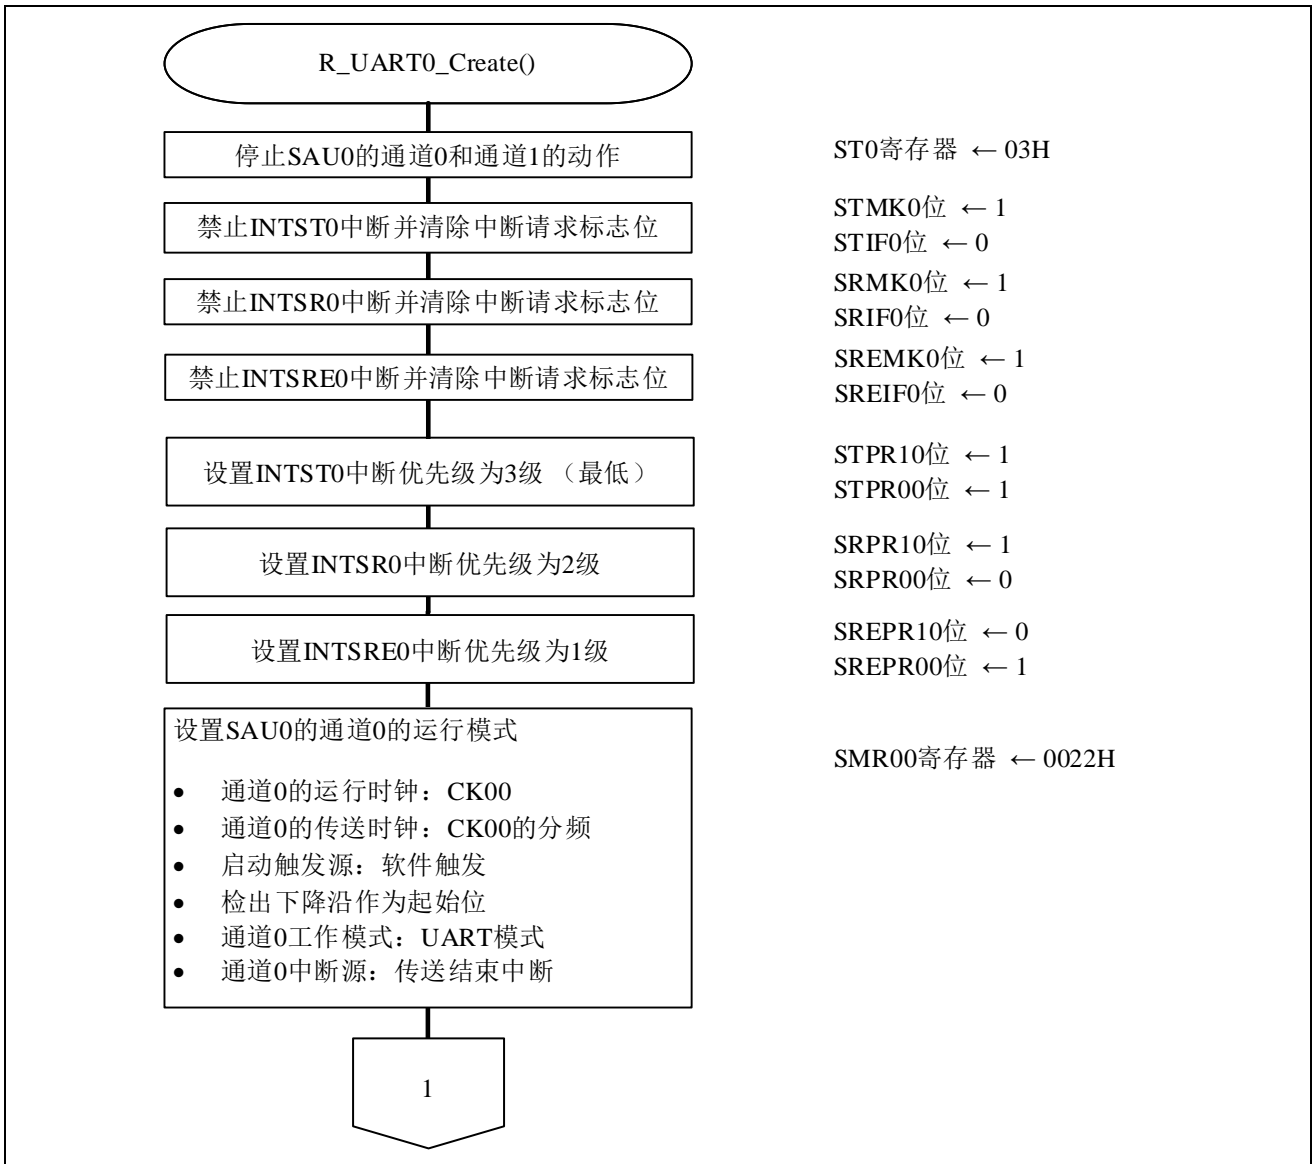 R_UART0_Create()
停止SAU0的通道0和通道1的动作
ST0寄存器 ← 03H
禁止INTST0中断并清除中断请求标志位
STMK0位 ← 1
STIF0位 ← 0
禁止INTSR0中断并清除中断请求标志位
SRMK0位 ← 1
SRIF0位 ← 0
禁止INTSRE0中断并清除中断请求标志位
SREMK0位 ← 1
SREIF0位 ← 0
设置INTST0中断优先级为3级 （最低）
STPR10位 ← 1
STPR00位 ← 1
设置INTSR0中断优先级为2级
SRPR10位 ← 1
SRPR00位 ← 0
设置INTSRE0中断优先级为1级
SREPR10位 ← 0
SREPR00位 ← 1
设置SAU0的通道0的运行模式
SMR00寄存器 ← 0022H
• 通道0的运行时钟：CK00
• 通道0的传送时钟：CK00的分频
• 启动触发源：软件触发
• 检出下降沿作为起始位
• 通道0工作模式：UART模式
• 通道0中断源：传送结束中断
1